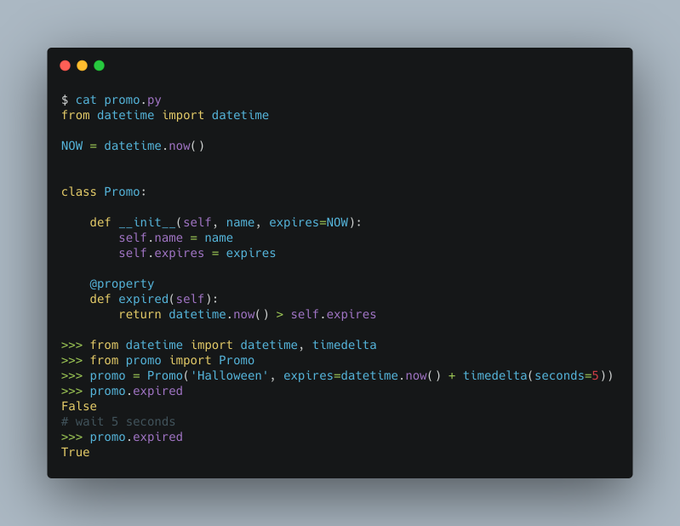 $ cat promo.py
from datetime import datetime
NOW = datetime.now()
class Promo:
def __init__(self, name, expires=NOW):
self.name = name
self.expires = expires
@property
def expired(self):
return datetime.now() > self.expires
>>> from datetime import datetime, timedelta
>>> from promo import Promo
>>> promo = Promo('Halloween', expires=datetime.now() + timedelta(seconds=5))
>>> promo.expired
False
# wait 5 seconds
>>> promo.expired
True